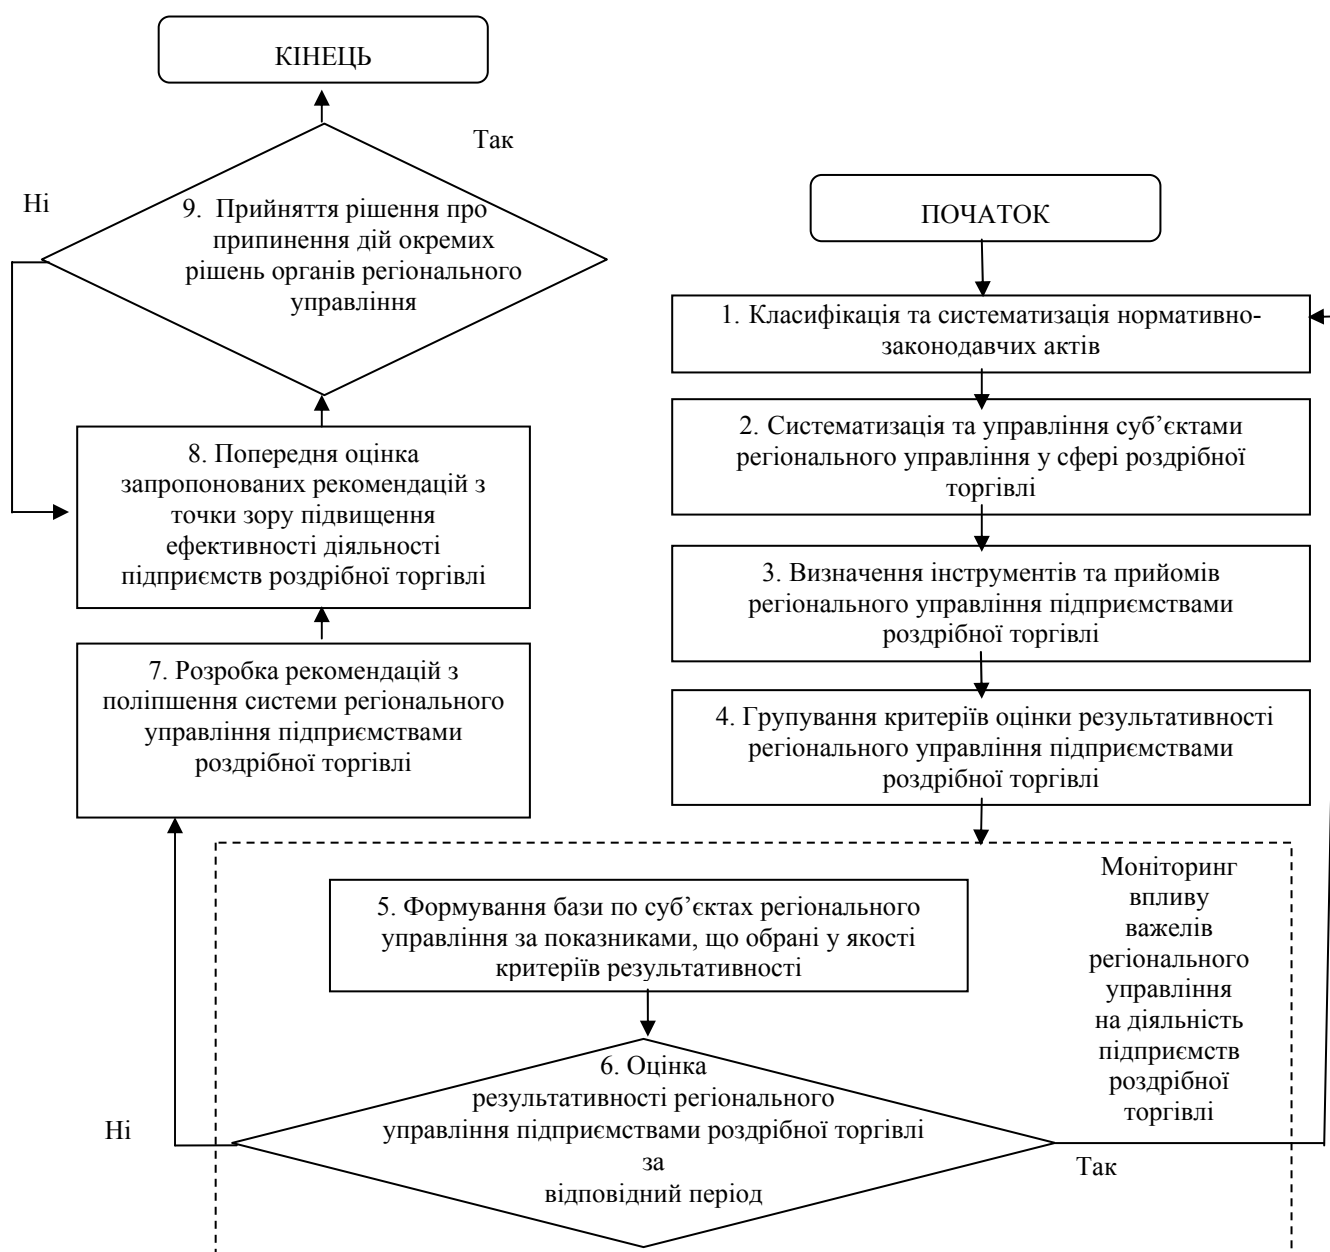 КІНЕЦЬ
Так
Ні
9. Прийняття рішення про
припинення дій окремих
рішень органів регіонального
управління
ПОЧАТОК
1. Класифікація та систематизація нормативно-
законодавчих актів
2. Систематизація та управління суб’єктами
регіонального управління у сфері роздрібної
торгівлі
3. Визначення інструментів та прийомів
регіонального управління підприємствами
роздрібної торгівлі
4. Групування критеріїв оцінки результативності
регіонального управління підприємствами
роздрібної торгівлі
8. Попередня оцінка
запропонованих рекомендацій з
точки зору підвищення
ефективності діяльності
підприємств роздрібної торгівлі
7. Розробка рекомендацій з
поліпшення системи регіонального
управління підприємствами
роздрібної торгівлі
Моніторинг
впливу
важелів
регіонального
управління
на діяльність
підприємств
роздрібної
торгівлі
5. Формування бази по суб’єктах регіонального
управління за показниками, що обрані у якості
критеріїв результативності
6. Оцінка
результативності регіонального
управління підприємствами роздрібної торгівлі
за
відповідний період
Ні
Так